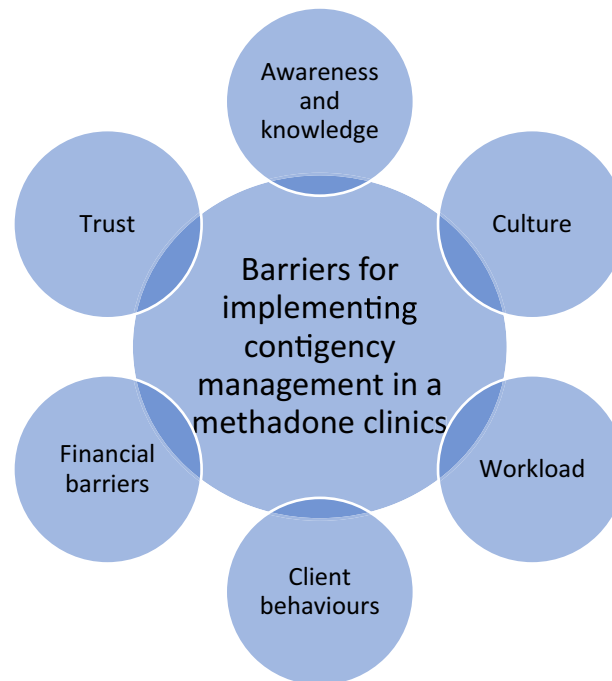 Awareness
and
knowledge
Trust
Culture
Barriers for
implementing
contigency
management in a
methadone clinics
Financial
barriers
Workload
Client
behaviours